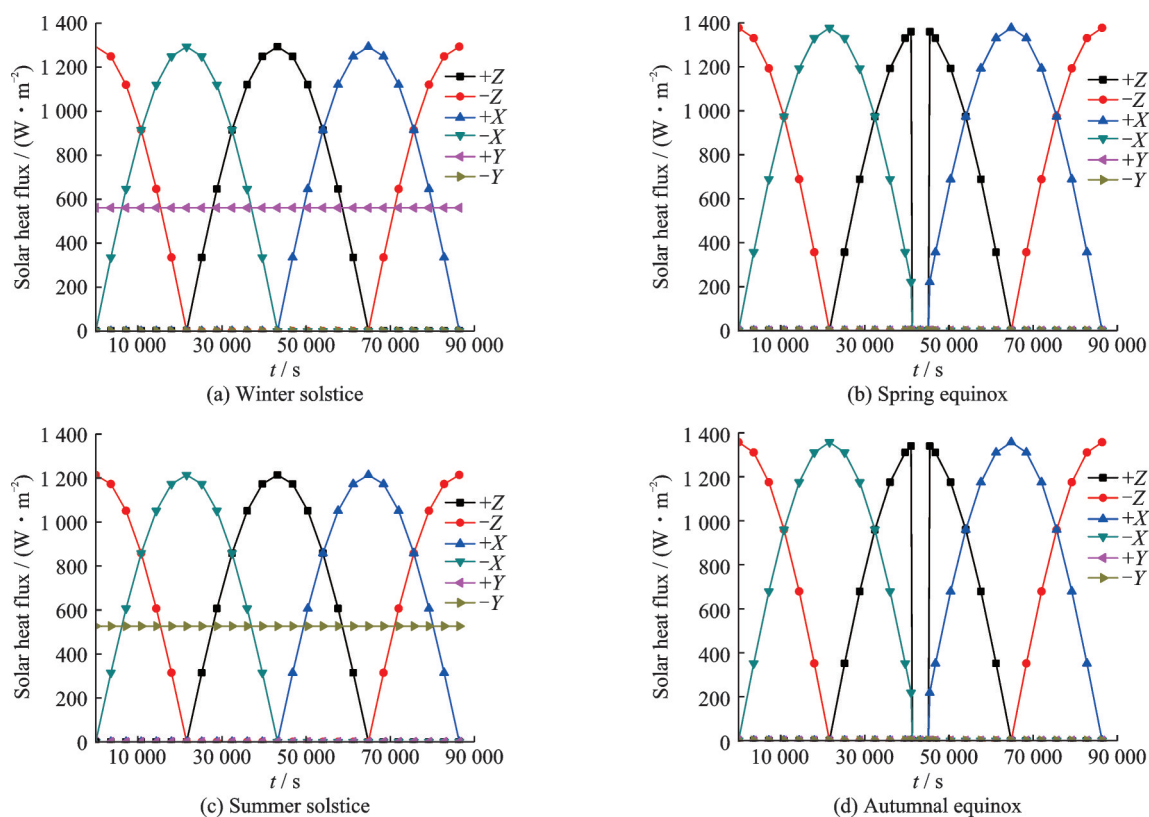 Solar heat flux / (W · m⁻²)
1 400
1 200
1 000
800
600
400
200
0
+Z
−Z
+X
−X
+Y
−Y
10 000 30 000 50 000 70 000 90 000
t / s
(a) Winter solstice
Solar heat flux / (W · m⁻²)
1 400
1 200
1 000
800
600
400
200
0
+Z
−Z
+X
−X
+Y
−Y
10 000 30 000 50 000 70 000 90 000
t / s
(b) Spring equinox
Solar heat flux / (W · m⁻²)
1 400
1 200
1 000
800
600
400
200
0
+Z
−Z
+X
−X
+Y
−Y
10 000 30 000 50 000 70 000 90 000
t / s
(c) Summer solstice
Solar heat flux / (W · m⁻²)
1 400
1 200
1 000
800
600
400
200
0
+Z
−Z
+X
−X
+Y
−Y
10 000 30 000 50 000 70 000 90 000
t / s
(d) Autumnal equinox